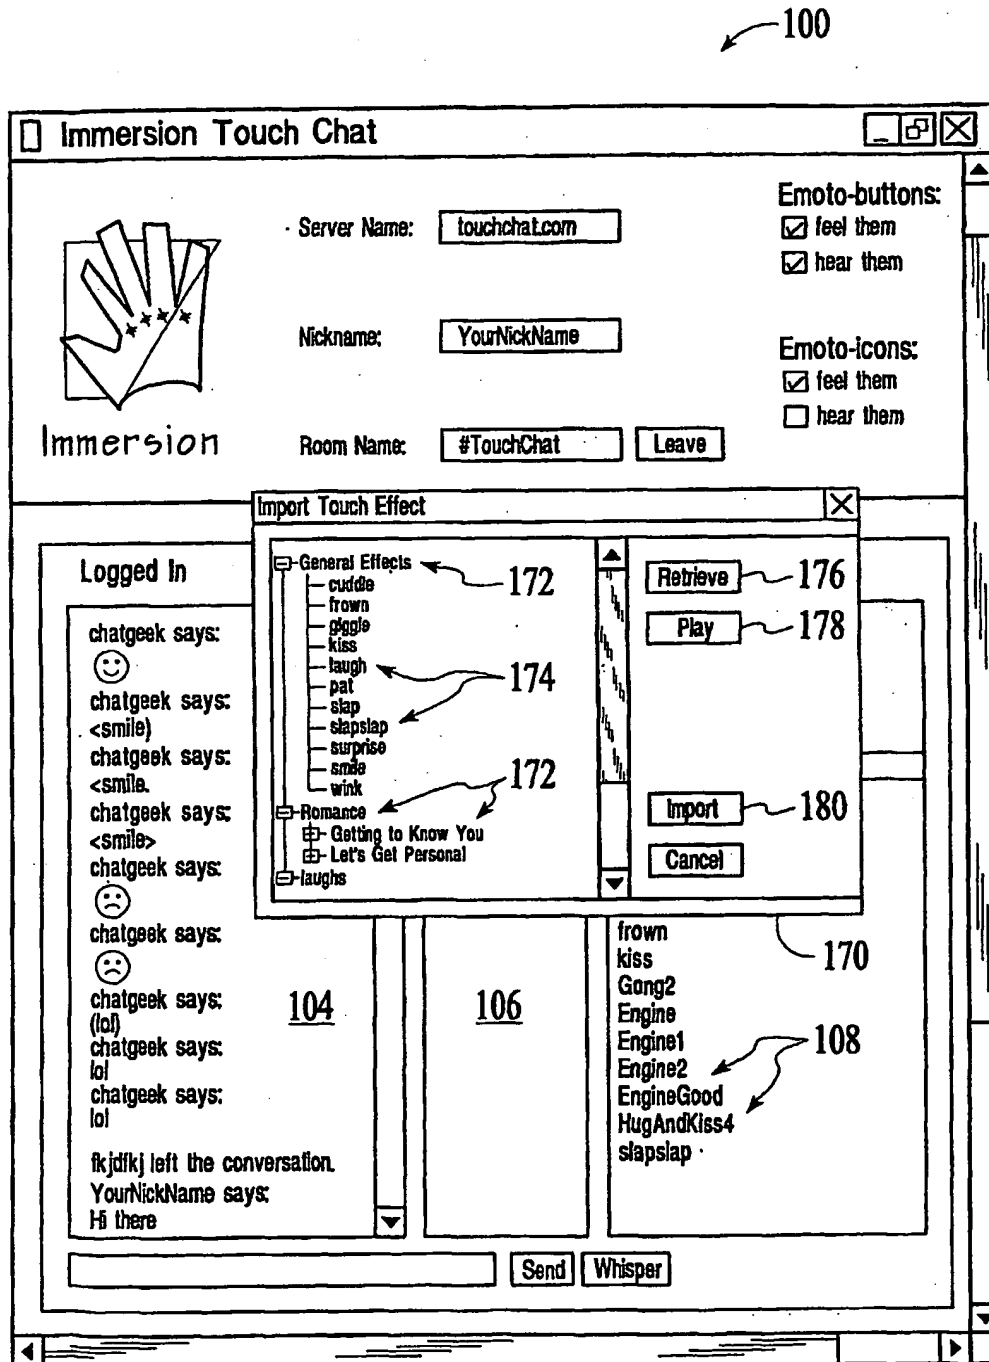 100
Immersion Touch Chat
Emoto-buttons:
Server Name: touchchat.com
feel them
hear them
Nickname: YourNickName
Emoto-icons:
feel them
hear them
Immersion
Room Name: #TouchChat Leave
Import Touch Effect
Logged In
General Effects
172
Retrieve
176
cuddle
frown
giggle
kiss
laugh
pat
slap
slapslap
surprise
smile
wink
174
Play
178
172
Romance
Getting to Know You
Let's Get Personal
laughs
Import
180
Cancel
170
chatgeek says:
chatgeek says:
<smile)
chatgeek says:
<smile.
chatgeek says:
<smile>
chatgeek says:
chatgeek says:
chatgeek says:
(lol)
chatgeek says:
lol
chatgeek says:
lol
fkjdfkj left the conversation.
YourNickName says:
Hi there
104
106
frown
kiss
Gong2
Engine
Engine1
Engine2
EngineGood
HugAndKiss4
slapslap
108
Send
Whisper